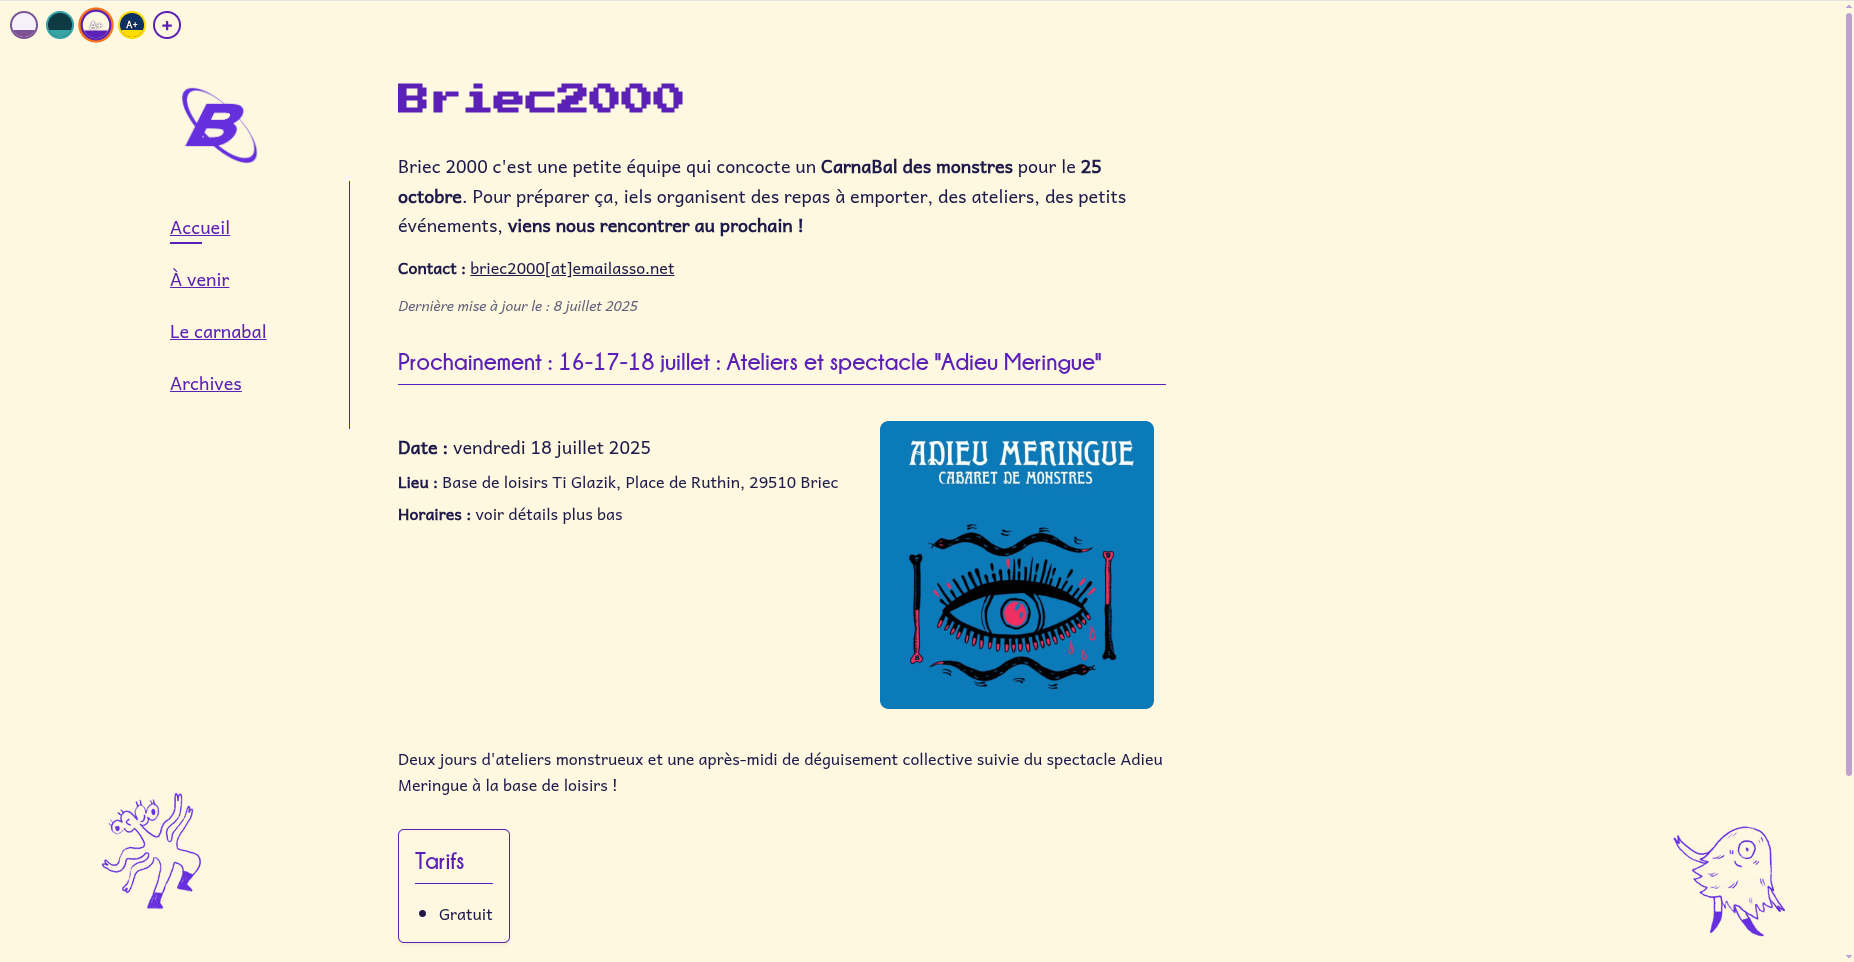 A+
A+
+
B
Briec2000
Briec 2000 c'est une petite équipe qui concocte un CarnaBal des monstres pour le 25
octobre. Pour préparer ça, iels organisent des repas à emporter, des ateliers, des petits
événements, viens nous rencontrer au prochain !
Accueil
À venir
Le carnabal
Archives
Contact : briec2000[at]emailasso.net
Dernière mise à jour le : 8 juillet 2025
Prochainement : 16-17-18 juillet : Ateliers et spectacle "Adieu Meringue"
Date : vendredi 18 juillet 2025
Lieu : Base de loisirs Ti Glazik, Place de Ruthin, 29510 Briec
Horaires : voir détails plus bas
ADIEU MERINGUE
CABARET DE MONSTRES
Deux jours d'ateliers monstrueux et une après-midi de déguisement collective suivie du spectacle Adieu
Meringue à la base de loisirs !
Tarifs
Gratuit